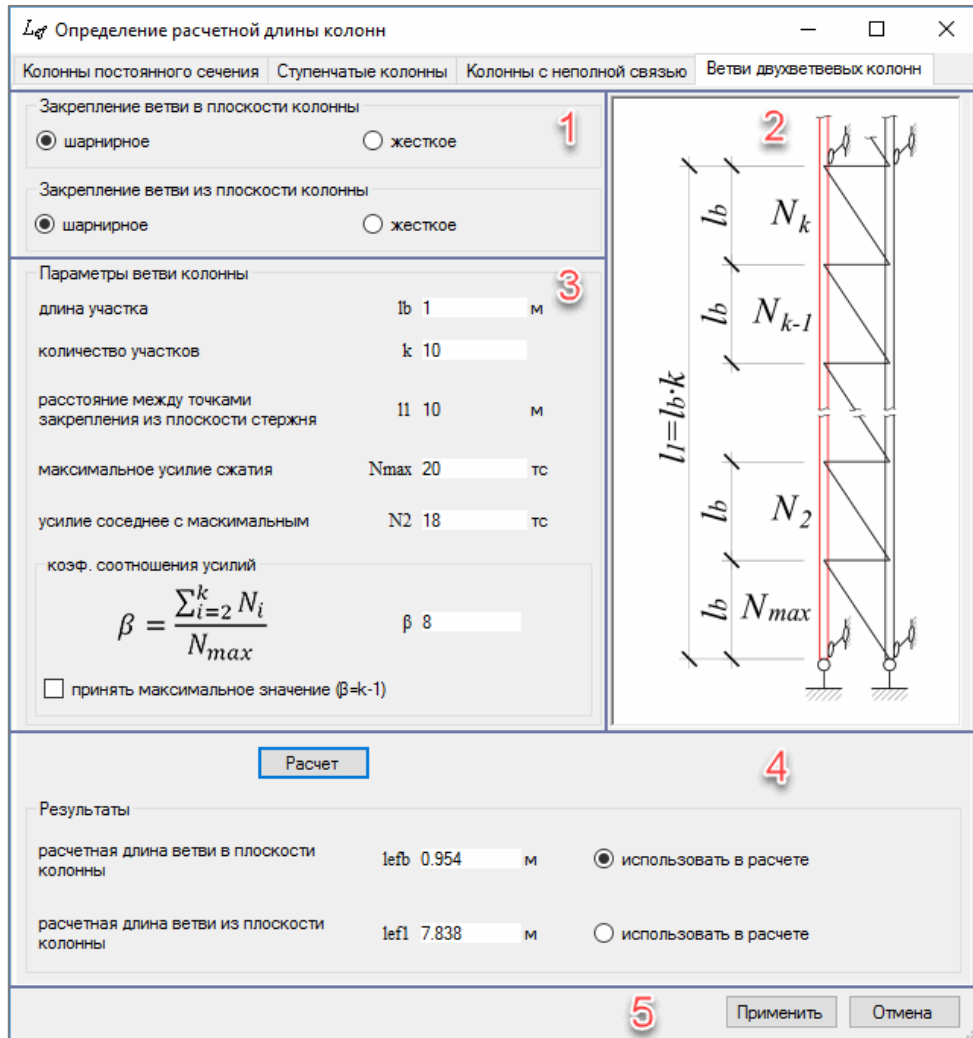 Lef Определение расчетной длины колонн
Колонны постоянного сечения Ступенчатые колонны Колонны с неполной связью Ветви двухветвевых колонн
Закрепление ветви в плоскости колонны
шарнирное жесткое
1
Закрепление ветви из плоскости колонны
шарнирное жесткое
Параметры ветви колонны
3
длина участка lb 1 м
количество участков k 10
расстояние между точками
закрепления из плоскости стержня l1 10 м
максимальное усилие сжатия Nmax 20 тс
усилие соседнее с маскимальным N2 18 тс
коэф. соотношения усилий
β = ∑ᵏᵢ₌₂ Nᵢ / Nₘₐₓ
β 8
принять максимальное значение (β=k-1)
2
lb Nk
lb Nk-1
l1=lb·k
lb N2
lb Nmax
Расчет
4
Результаты
расчетная длина ветви в плоскости
колонны lefb 0.954 м использовать в расчете
расчетная длина ветви из плоскости
колонны lef1 7.838 м использовать в расчете
5
Применить Отмена